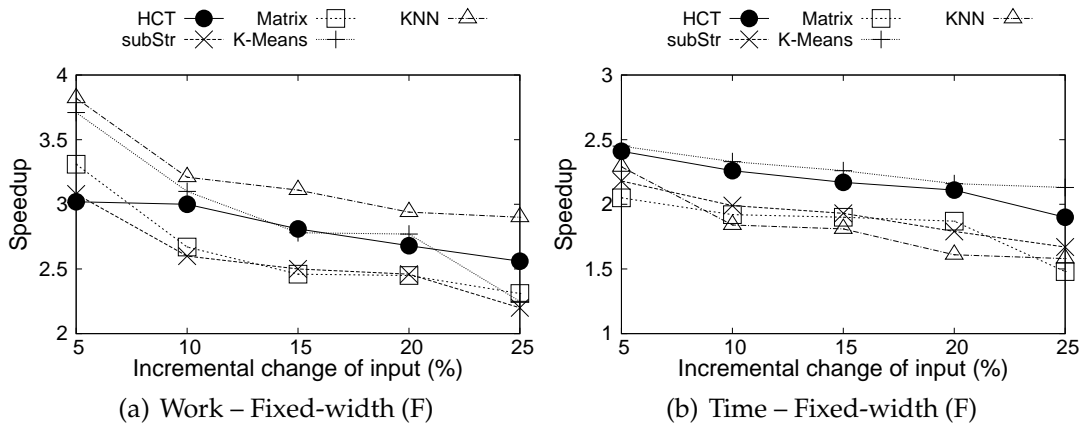 HCT Matrix KNN
subStr K-Means
4
3.5
3
2.5
2
Speedup
5 10 15 20 25
Incremental change of input (%)
(a) Work – Fixed-width (F)
HCT Matrix KNN
subStr K-Means
3
2.5
2
1.5
1
Speedup
5 10 15 20 25
Incremental change of input (%)
(b) Time – Fixed-width (F)